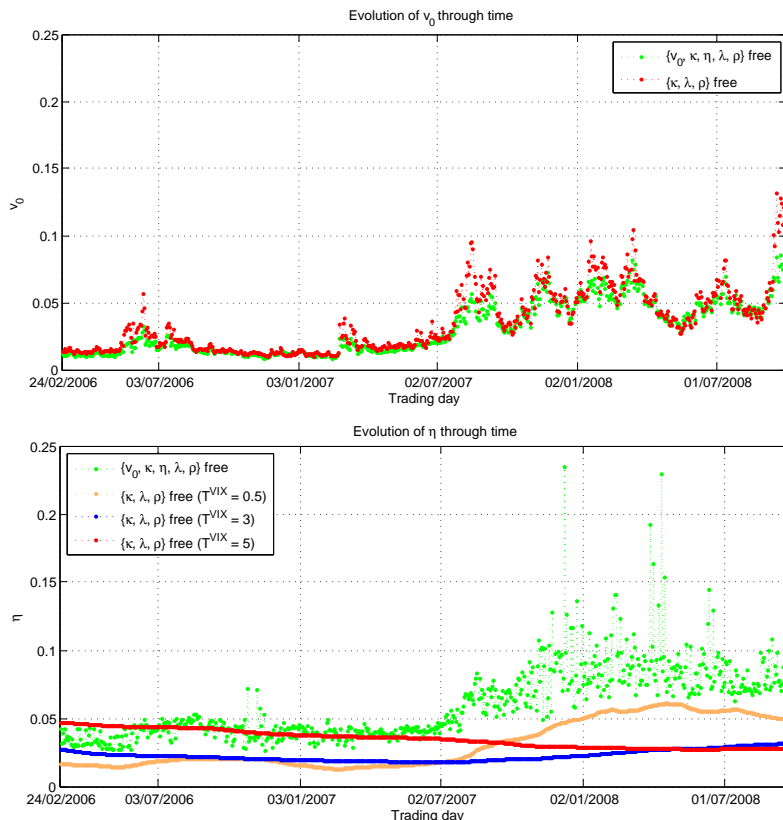 Evolution of v₀ through time
0.25
0.2
0.15
0.1
0.05
0
v₀
{v₀, κ, η, λ, ρ} free
{κ, λ, ρ} free
24/02/2006 03/07/2006 03/01/2007 02/07/2007 02/01/2008 01/07/2008
Trading day
Evolution of η through time
0.25
0.2
0.15
0.1
0.05
0
η
{v₀, κ, η, λ, ρ} free
{κ, λ, ρ} free (T^VIX = 0.5)
{κ, λ, ρ} free (T^VIX = 3)
{κ, λ, ρ} free (T^VIX = 5)
24/02/2006 03/07/2006 03/01/2007 02/07/2007 02/01/2008 01/07/2008
Trading day